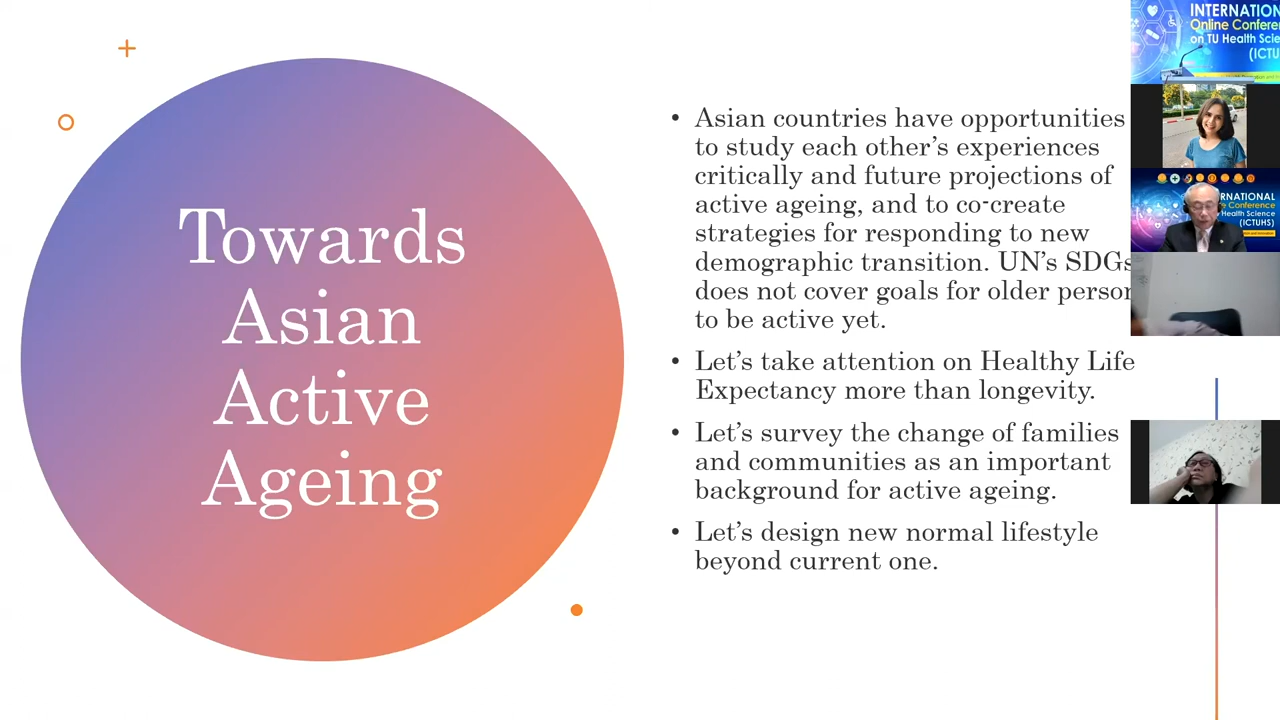 Towards
Asian
Active
Ageing
• Asian countries have opportunities
to study each other’s experiences
critically and future projections of
active ageing, and to co-create
strategies for responding to new
demographic transition. UN’s SDGs
does not cover goals for older person
to be active yet.
• Let’s take attention on Healthy Life
Expectancy more than longevity.
• Let’s survey the change of families
and communities as an important
background for active ageing.
• Let’s design new normal lifestyle
beyond current one.
INTERNATION
Online Confere
on TU Health Scie
(ICTU
RNATIONAL
e Conference
Health Science
(ICTUHS)